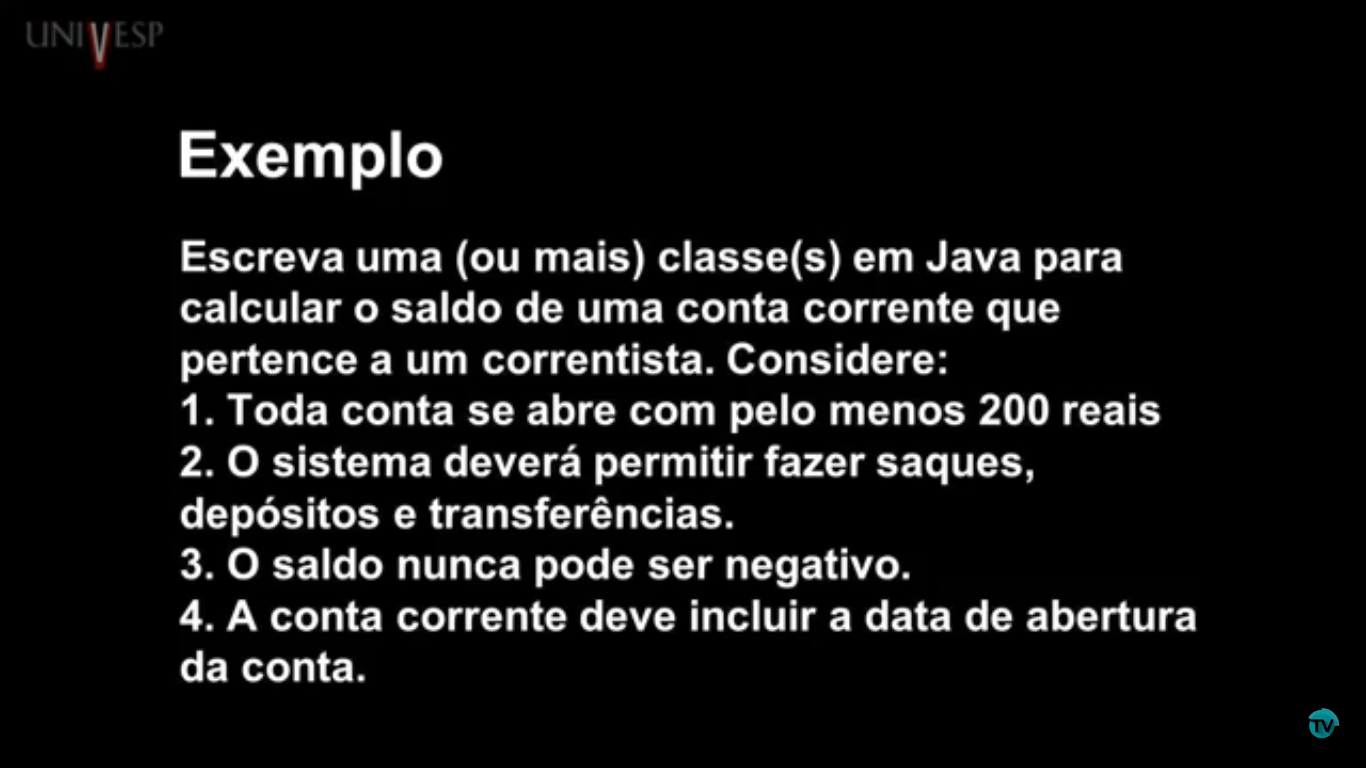 UNIVESP
Exemplo
Escreva uma (ou mais) classe(s) em Java para
calcular o saldo de uma conta corrente que
pertence a um correntista. Considere:
1. Toda conta se abre com pelo menos 200 reais
2. O sistema deverá permitir fazer saques,
depósitos e transferências.
3. O saldo nunca pode ser negativo.
4. A conta corrente deve incluir a data de abertura
da conta.
TV